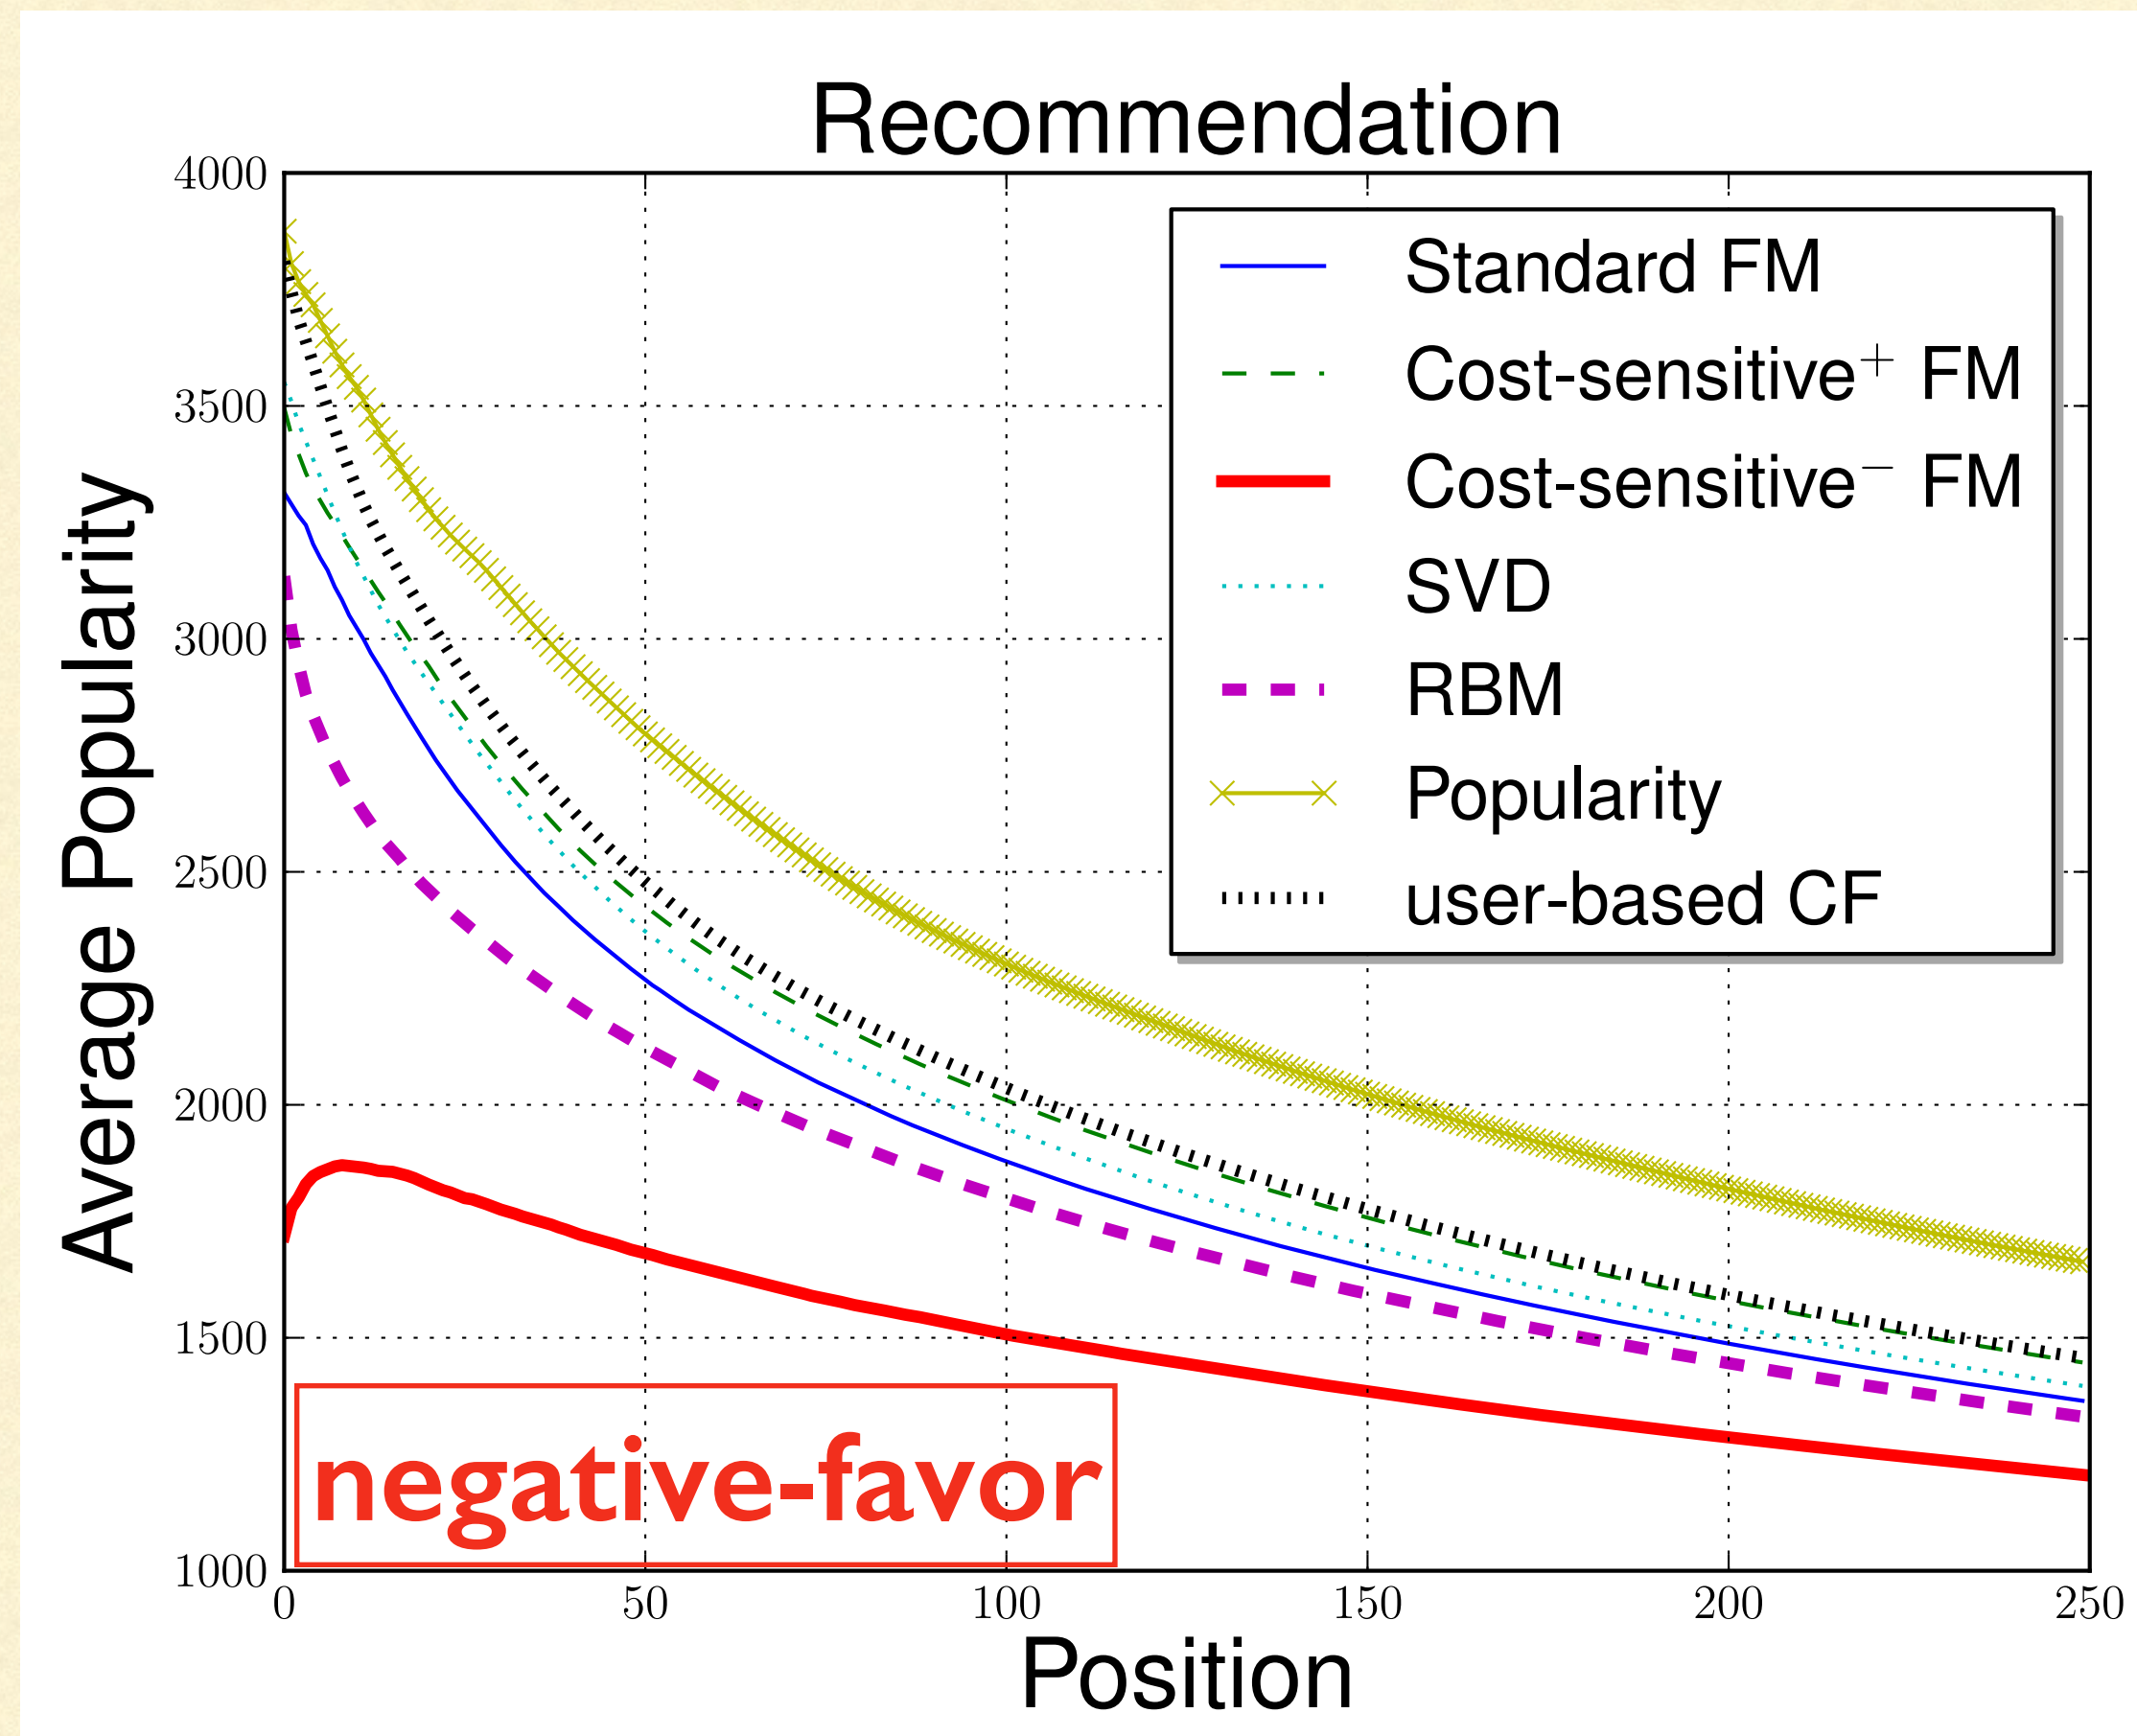 Recommendation
4000
3500
3000
2500
2000
1500
1000
Average Popularity
Standard FM
Cost-sensitive⁺ FM
Cost-sensitive⁻ FM
SVD
RBM
Popularity
user-based CF
negative-favor
0 50 100 150 200 250
Position